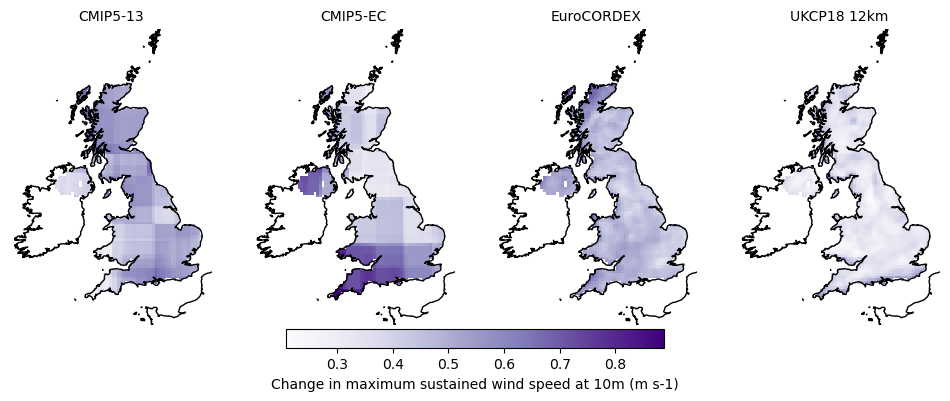 CMIP5-13 CMIP5-EC EuroCORDEX UKCP18 12km
0.3 0.4 0.5 0.6 0.7 0.8
Change in maximum sustained wind speed at 10m (m s-1)